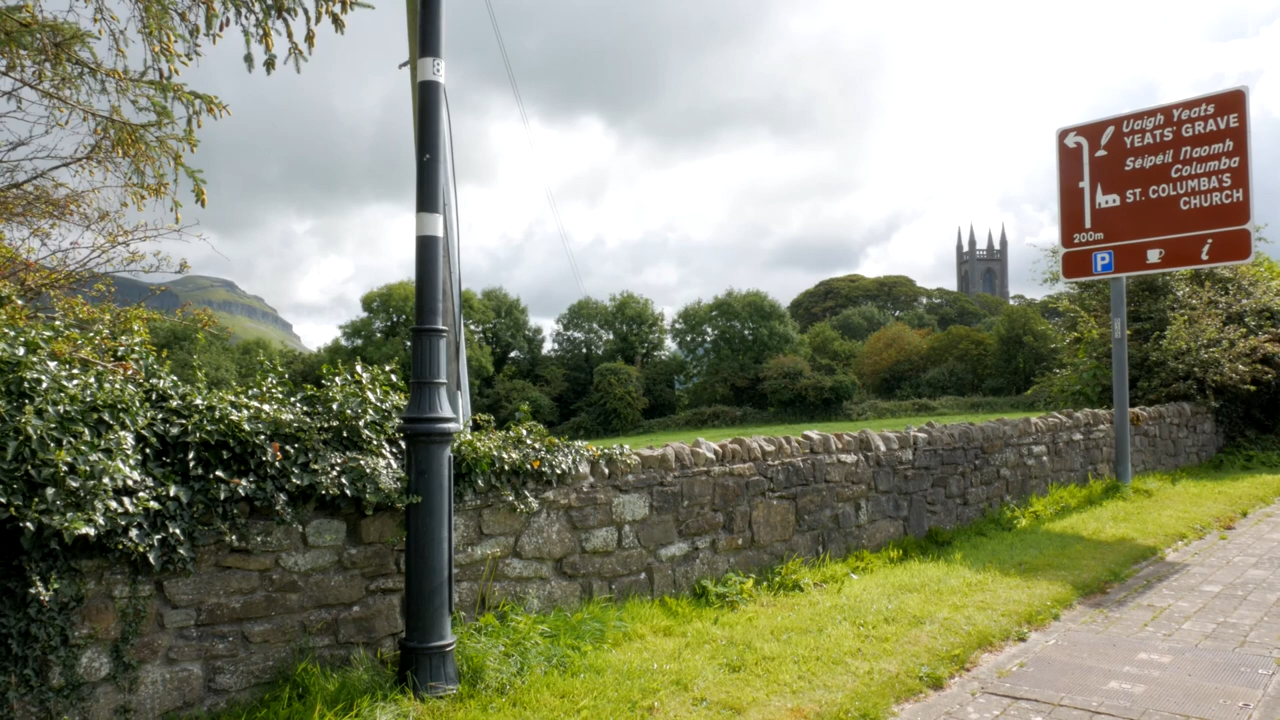 8
Uaigh Yeats
YEATS' GRAVE
Séipéil Naomh
Columba
ST. COLUMBA'S
CHURCH
200m
P i